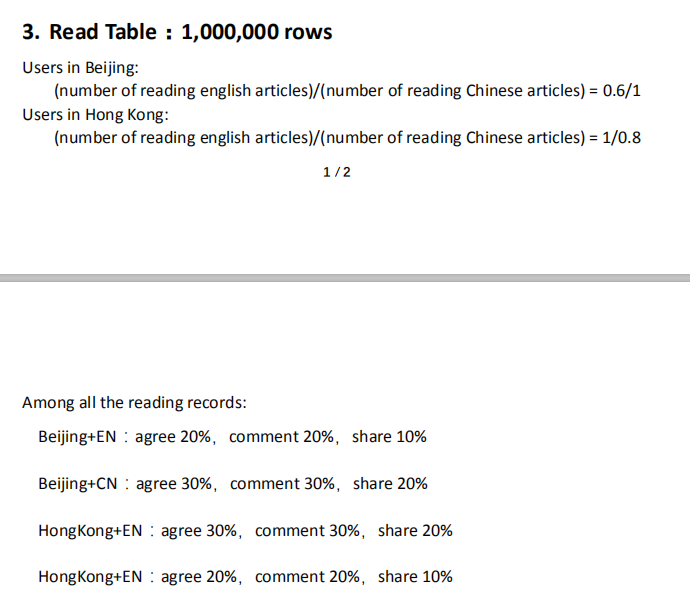 3. Read Table：1,000,000 rows
Users in Beijing:
(number of reading english articles)/(number of reading Chinese articles) = 0.6/1
Users in Hong Kong:
(number of reading english articles)/(number of reading Chinese articles) = 1/0.8
1 / 2
Among all the reading records:
Beijing+EN：agree 20%，comment 20%，share 10%
Beijing+CN：agree 30%，comment 30%，share 20%
HongKong+EN：agree 30%，comment 30%，share 20%
HongKong+EN：agree 20%，comment 20%，share 10%